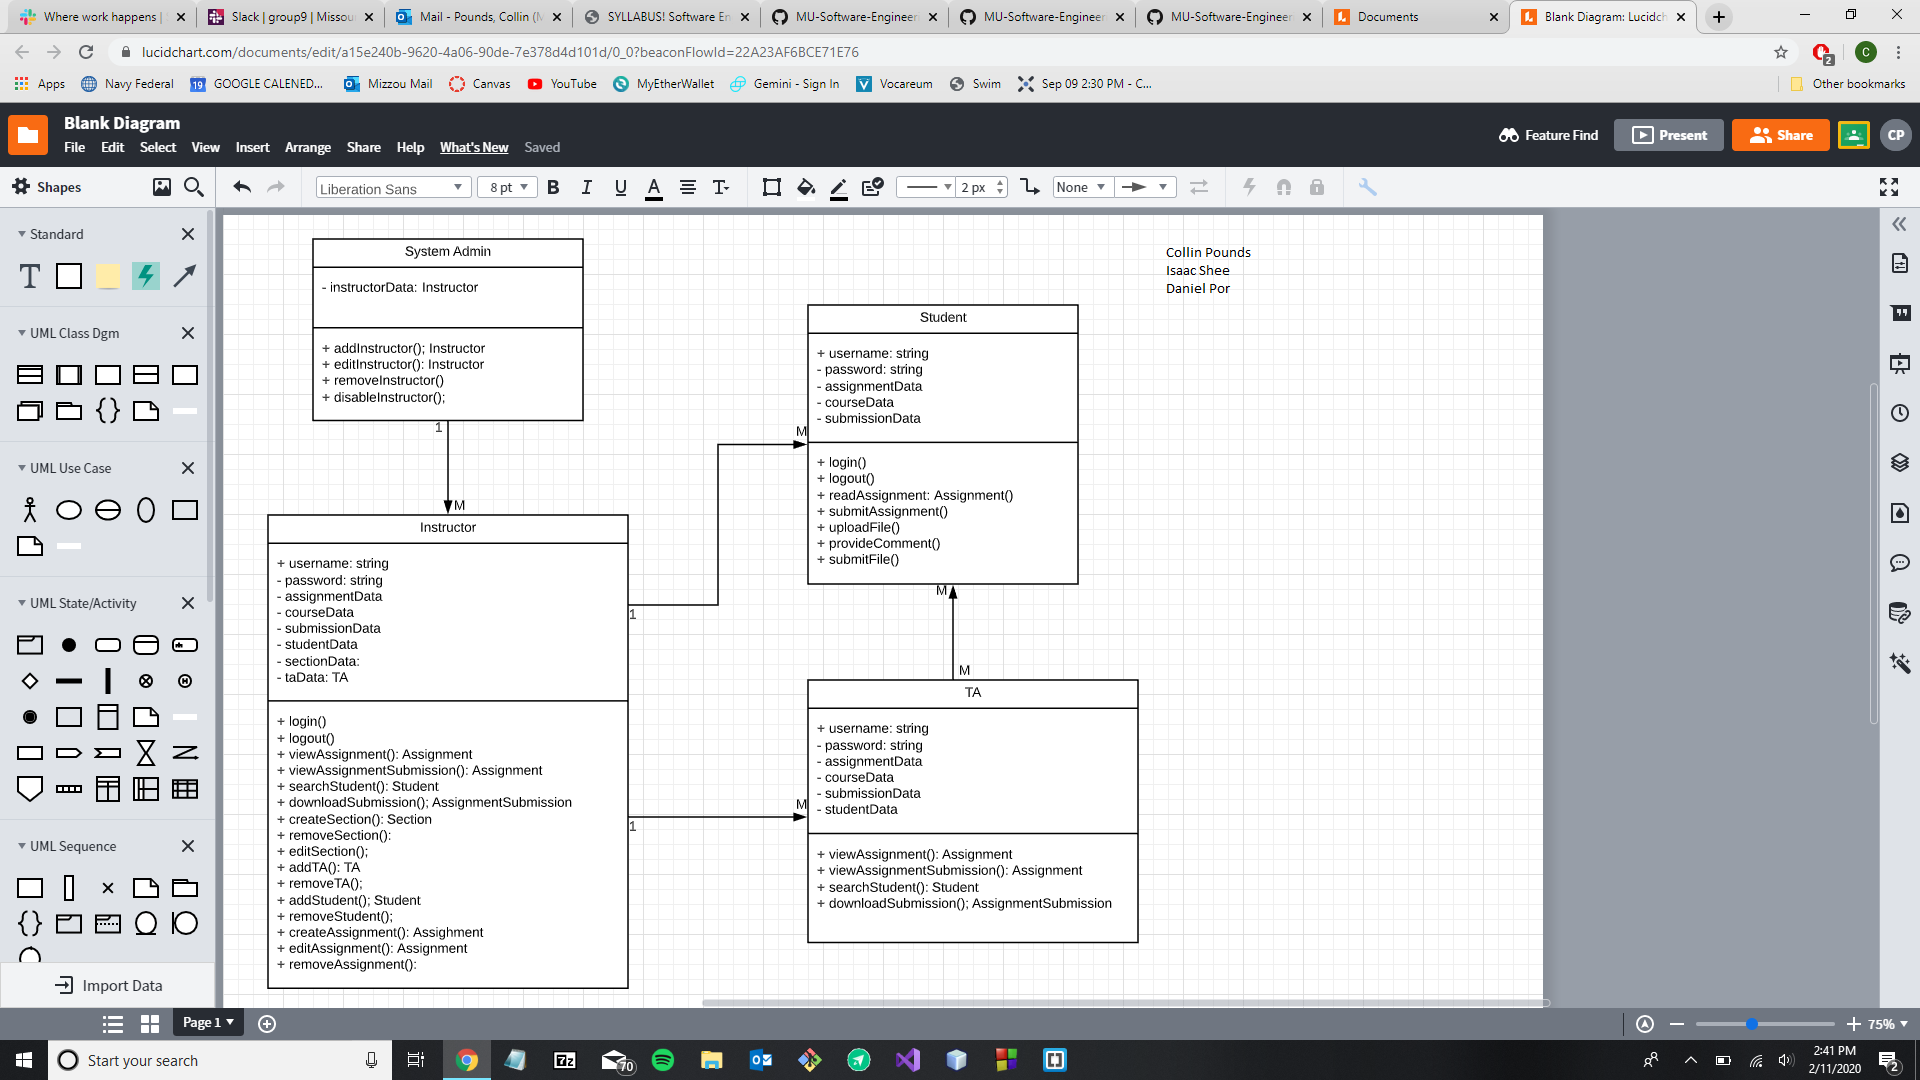 Where work happens |
Slack | group9 | Missou
Mail - Pounds, Collin (M
SYLLABUS! Software En
MU-Software-Engineeri
MU-Software-Engineer
MU-Software-Engineer
Documents
Blank Diagram: Lucidch
lucidchart.com/documents/edit/a15e240b-9620-4a06-90de-7e378d4d101d/0_0?beaconFlowId=22A23AF6BCE71E76
2
C
Apps
Navy Federal
19
GOOGLE CALENED...
Mizzou Mail
Canvas
YouTube
MyEtherWallet
Gemini - Sign In
Vocareum
Swim
Sep 09 2:30 PM - C...
Other bookmarks
Blank Diagram
File Edit Select View Insert Arrange Share Help What's New Saved
Feature Find
Present
Share
CP
Shapes
Liberation Sans
8 pt
B
I
U
A
T
2 px
None
Standard
T
UML Class Dgm
UML Use Case
UML State/Activity
UML Sequence
Import Data
System Admin
- instructorData: Instructor
+ addInstructor(); Instructor
+ editInstructor(): Instructor
+ removeInstructor()
+ disableInstructor();
1
M
Instructor
+ username: string
- password: string
- assignmentData
- courseData
- submissionData
- studentData
- sectionData:
- taData: TA
+ login()
+ logout()
+ viewAssignment(): Assignment
+ viewAssignmentSubmission(): Assignment
+ searchStudent(): Student
+ downloadSubmission(); AssignmentSubmission
+ createSection(): Section
+ removeSection():
+ editSection();
+ addTA(): TA
+ removeTA();
+ addStudent(); Student
+ removeStudent();
+ createAssignment(): Assighment
+ editAssignment(): Assignment
+ removeAssignment():
1
M
1
M
Student
+ username: string
- password: string
- assignmentData
- courseData
- submissionData
+ login()
+ logout()
+ readAssignment: Assignment()
+ submitAssignment()
+ uploadFile()
+ provideComment()
+ submitFile()
M
M
TA
+ username: string
- password: string
- assignmentData
- courseData
- submissionData
- studentData
+ viewAssignment(): Assignment
+ viewAssignmentSubmission(): Assignment
+ searchStudent(): Student
+ downloadSubmission(); AssignmentSubmission
Collin Pounds
Isaac Shee
Daniel Por
Page 1
75%
Start your search
7z
70
2:41 PM
2/11/2020
2